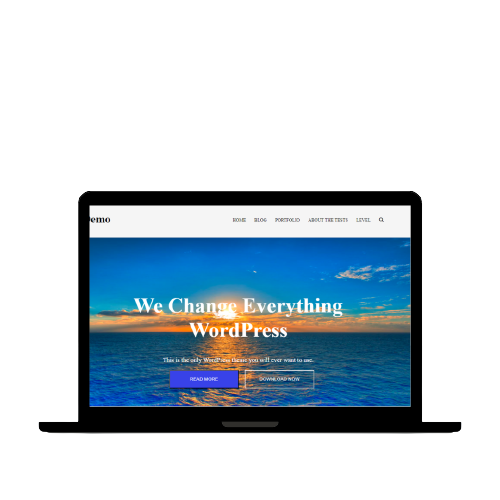 Demo
HOME BLOG PORTFOLIO ABOUT THE TESTS LEVEL
We Change Everything
WordPress
This is the only WordPress theme you will ever want to use.
READ MORE DOWNLOAD NOW